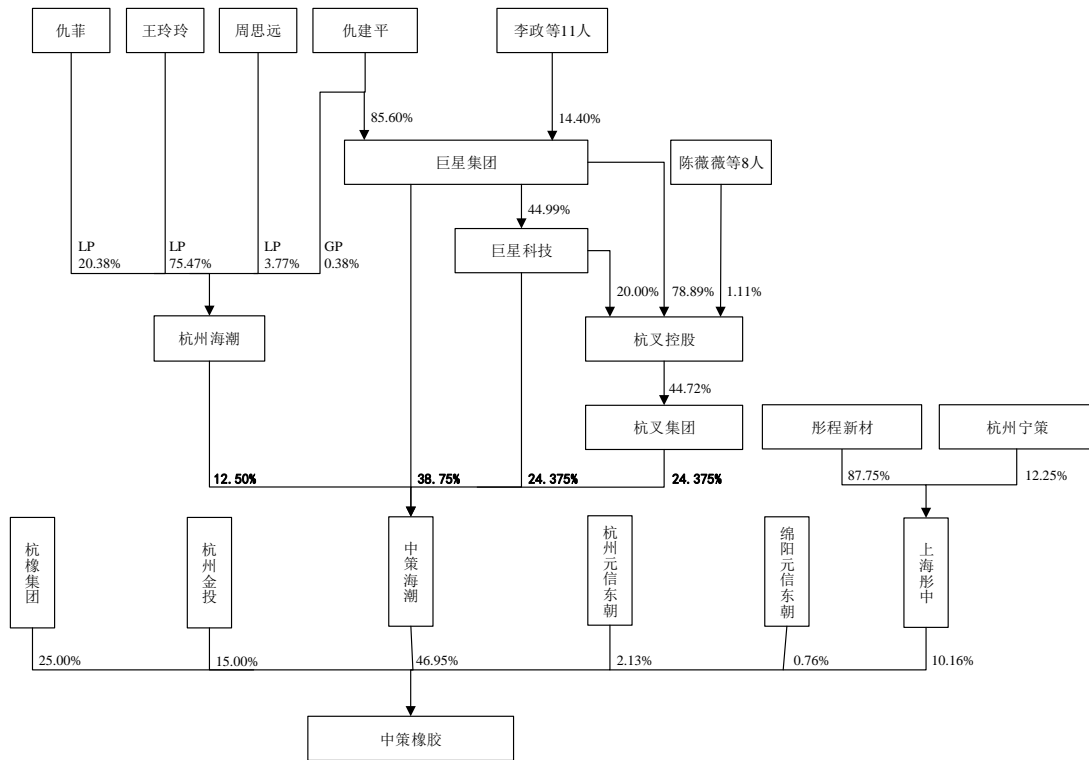 仇菲
王玲玲
周思远
仇建平
李政等11人
85.60%
14.40%
巨星集团
陈薇薇等8人
44.99%
LP
20.38%
LP
75.47%
LP
3.77%
GP
0.38%
巨星科技
20.00%
78.89%
1.11%
杭州海潮
杭叉控股
44.72%
杭叉集团
彤程新材
杭州宁策
12.50%
38.75%
24.375%
24.375%
87.75%
12.25%
杭橡集团
杭州金投
中策海潮
杭州元信东朝
绵阳元信东朝
上海彤中
25.00%
15.00%
46.95%
2.13%
0.76%
10.16%
中策橡胶